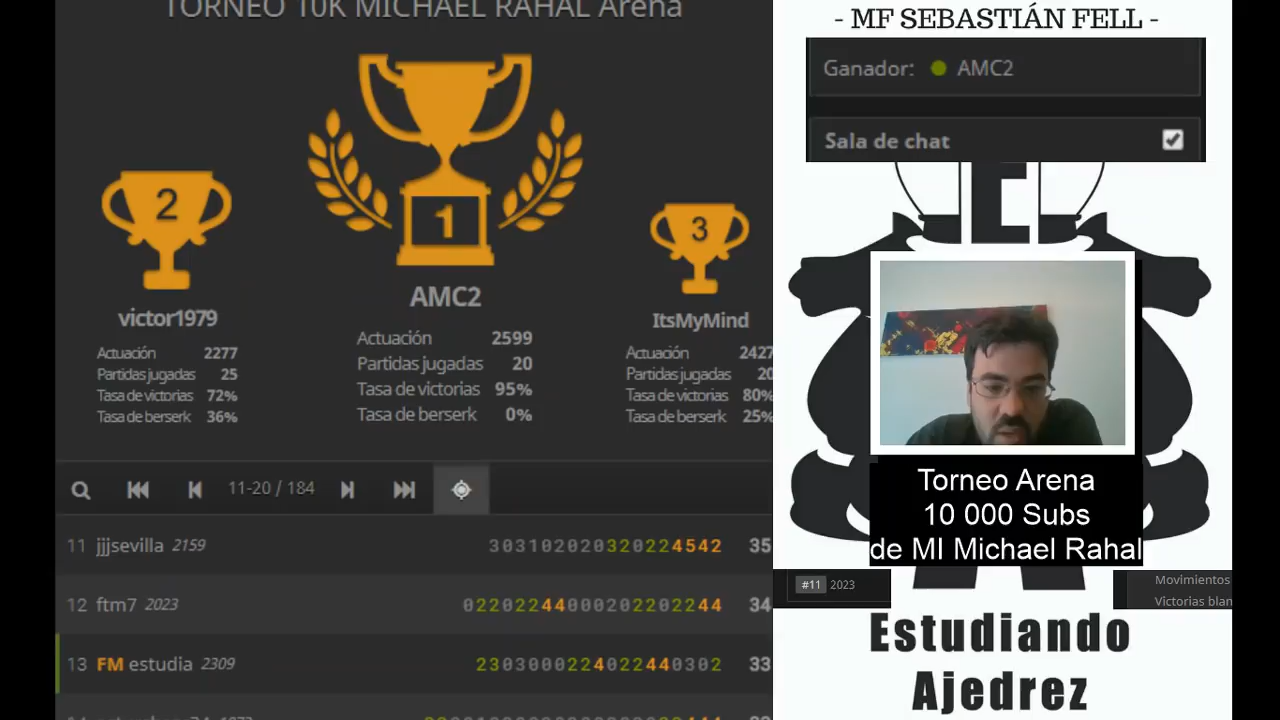 TORNEO 10K MICHAEL RAHAL Arena
2
1
3
victor1979
Actuación 2277
Partidas jugadas 25
Tasa de victorias 72%
Tasa de berserk 36%
AMC2
Actuación 2599
Partidas jugadas 20
Tasa de victorias 95%
Tasa de berserk 0%
ItsMyMind
Actuación 2427
Partidas jugadas 20
Tasa de victorias 80%
Tasa de berserk 25%
11-20 / 184
11 jjjsevilla 2159 303102020320224542 35
12 ftm7 2023 02202244000202202244 34
13 FM estudia 2309 2303000224022440302 33
- MF SEBASTIÁN FELL -
Ganador: AMC2
Sala de chat
E
Torneo Arena
10 000 Subs
de MI Michael Rahal
#11 2023
Movimientos
Victorias blan
Estudiando
Ajedrez